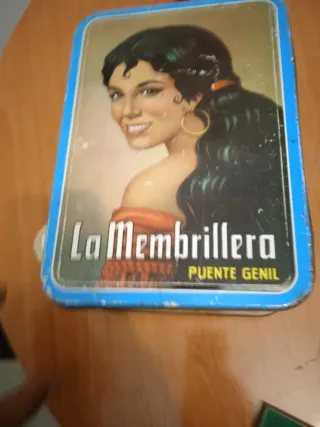 La Membrillera
PUENTE GENIL